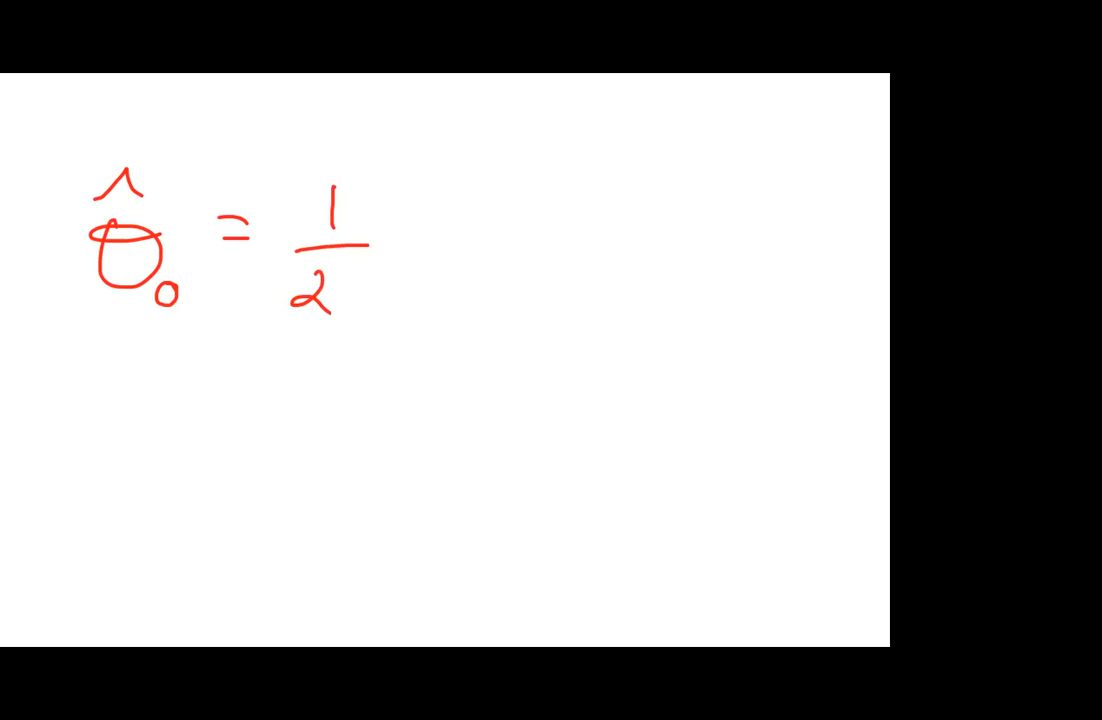 θ̂₀ = 1/2